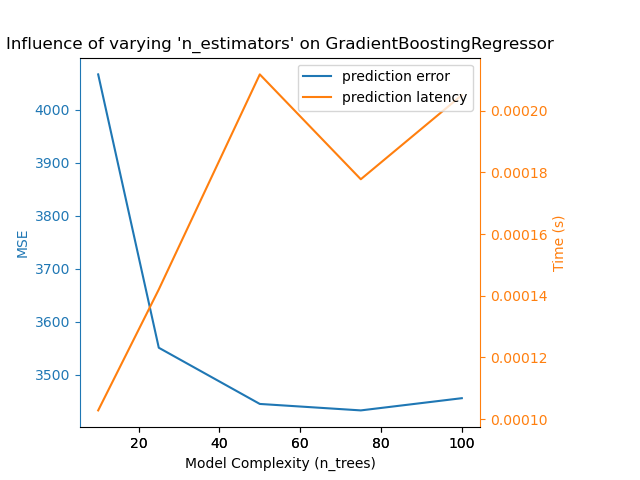 Influence of varying 'n_estimators' on GradientBoostingRegressor
prediction error
prediction latency
MSE
4000
3900
3800
3700
3600
3500
0.00020
0.00018
0.00016
0.00014
0.00012
0.00010
Time (s)
20 40 60 80 100
Model Complexity (n_trees)